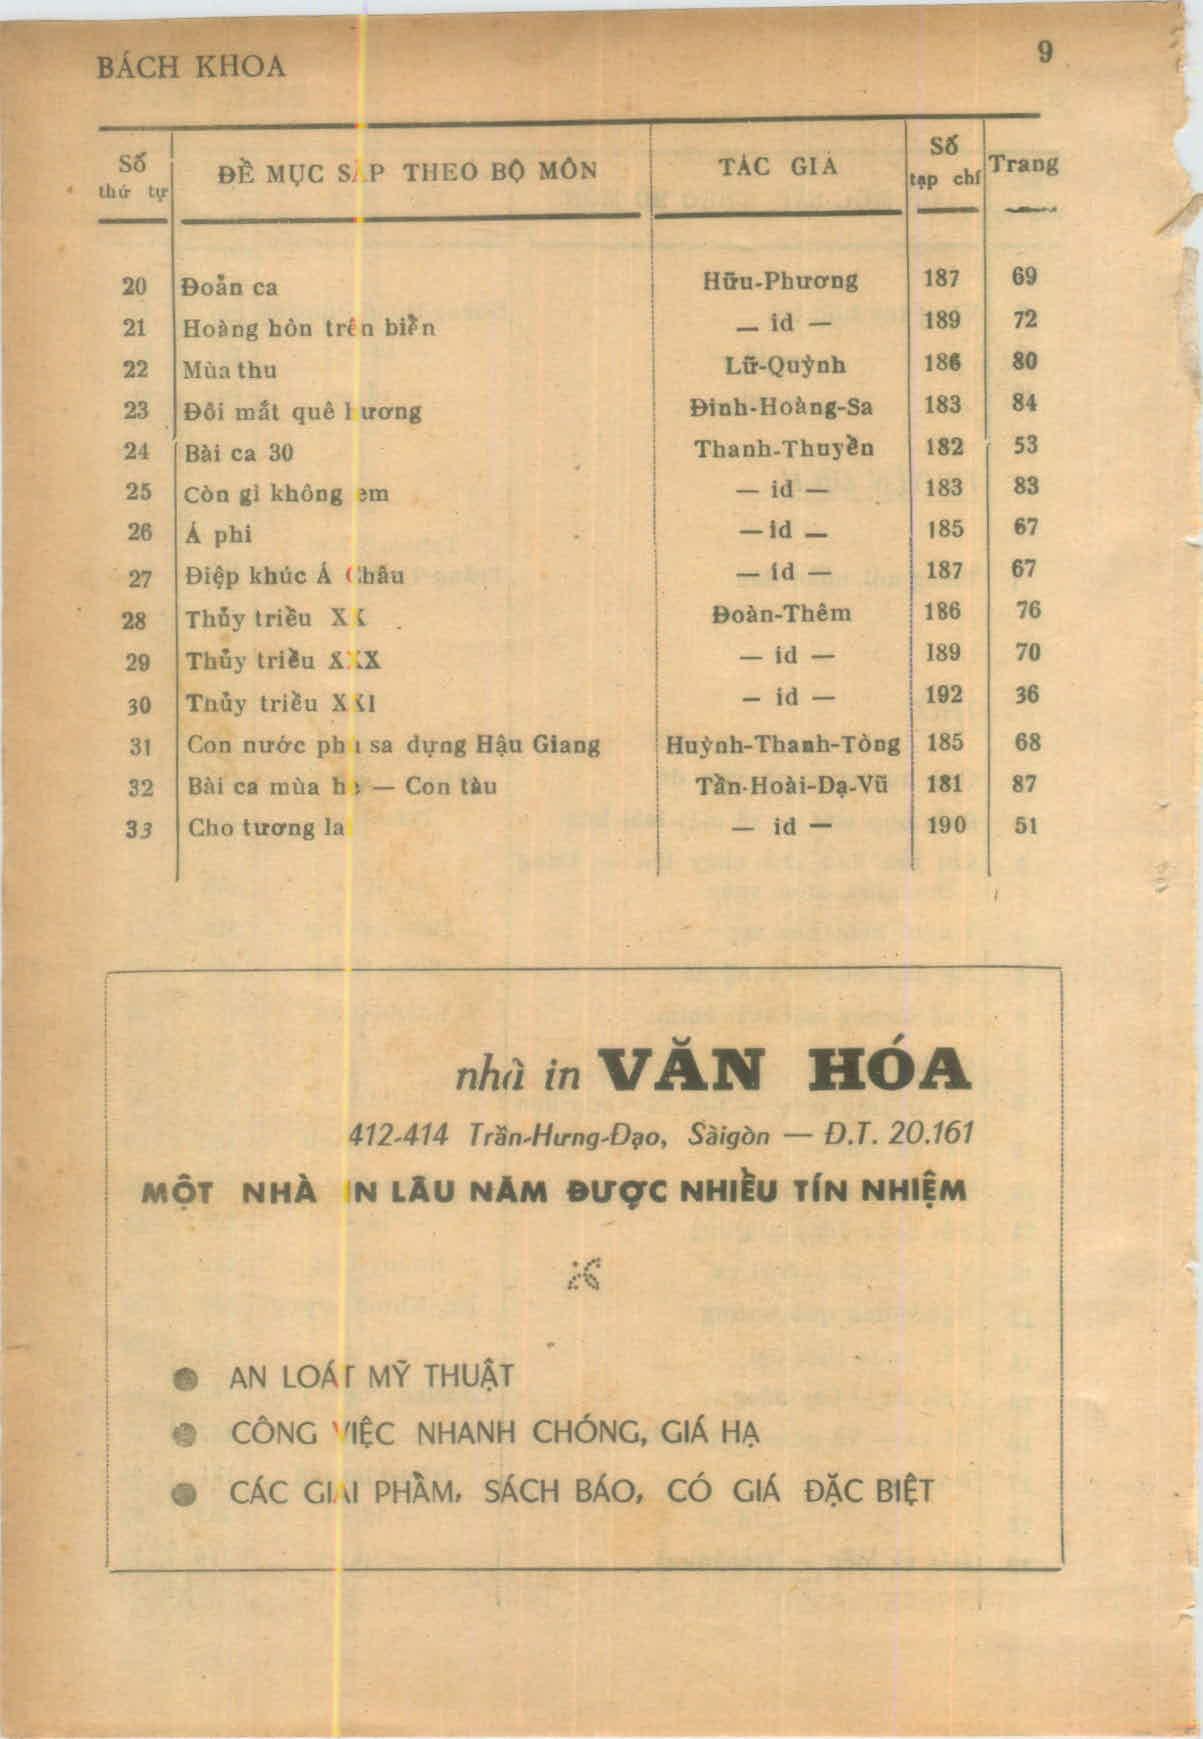 BÁCH KHOA 9
Số thứ tự ĐỀ MỤC SẮP THEO BỘ MÔN TÁC GIẢ Số tạp chí Trang
20 Đoản ca Hữu-Phương 187 69
21 Hoàng hôn trên biển — id — 189 72
22 Mùa thu Lữ-Quỳnh 186 80
23 Đôi mắt quê hương Đinh-Hoàng-Sa 183 84
24 Bài ca 30 Thanh-Thuyền 182 53
25 Còn gì không em — id — 183 83
26 Á phi — id — 185 67
27 Điệp khúc Á Châu — id — 187 67
28 Thủy triều XX Đoàn-Thêm 186 76
29 Thủy triều XXX — id — 189 70
30 Thủy triều XXI — id — 192 36
31 Con nước phù sa dựng Hậu Giang Huỳnh-Thanh-Tòng 185 68
32 Bài ca mùa hè — Con tàu Tần-Hoài-Dạ-Vũ 181 87
33 Cho tương lai — id — 190 51
nhà in VĂN HÓA
412-414 Trần-Hưng-Đạo, Sàigòn — Đ.T. 20.161
MỘT NHÀ IN LÂU NĂM ĐƯỢC NHIỀU TÍN NHIỆM
● AN LOÁT MỸ THUẬT
● CÔNG VIỆC NHANH CHÓNG, GIÁ HẠ
● CÁC GIAI PHẦM, SÁCH BÁO, CÓ GIÁ ĐẶC BIỆT